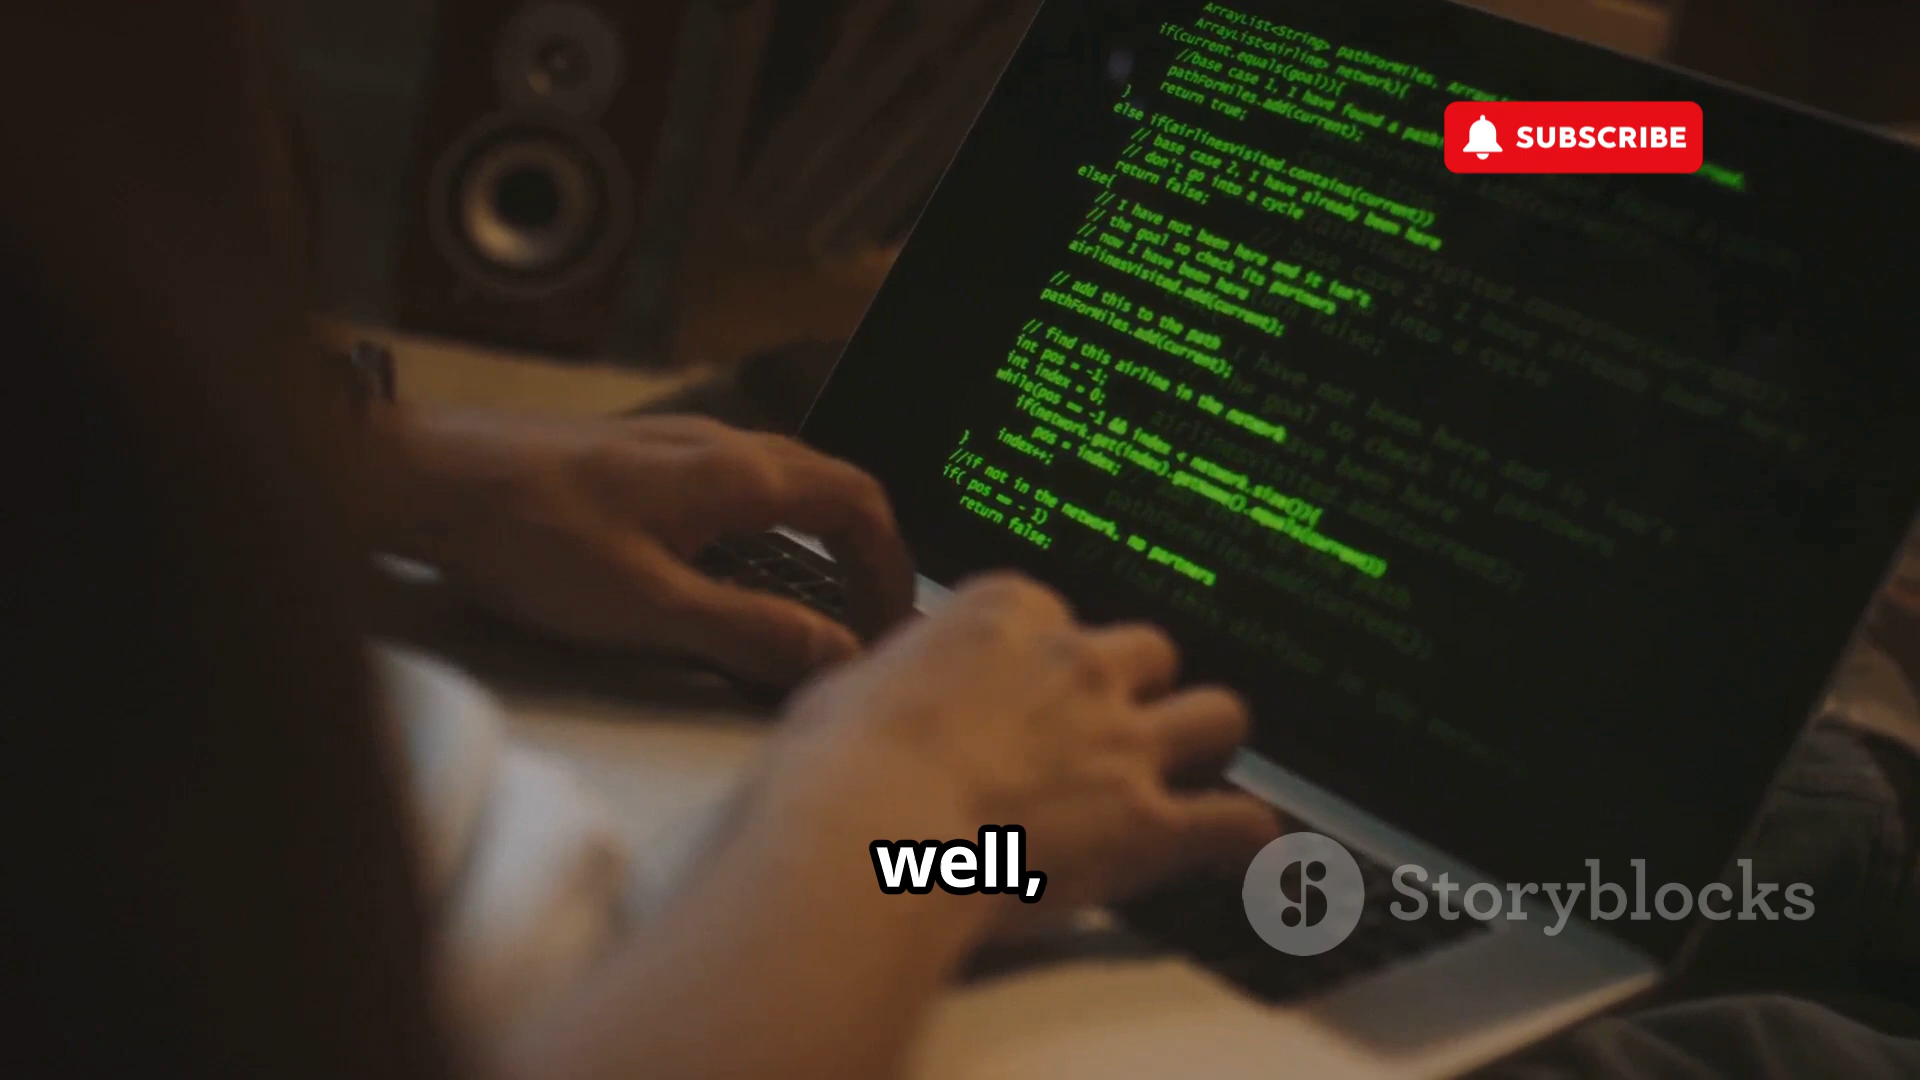 ArrayList<String> pathForMiles,
ArrayList<Airline> network){
if(current.equals(goal)){
//base case 1, I have found a path
pathForMiles.add(current);
return true;
}
else if(airlinesVisited.contains(current))
// base case 2, I have already been here
// don't go into a cycle
return false;
else{
// I have not been here and it isn't
// the goal so check its partners
// now I have been here
airlinesVisited.add(current);
// add this to the path
pathForMiles.add(current);
// find this airline in the network
int pos = -1;
int index = 0;
while(pos == -1 && index < network.size()){
if(network.get(index).getName().equals(current))
pos = index;
index++;
}
//if not in the network, no partners
if( pos == - 1)
return false;
SUBSCRIBE
well,
Storyblocks